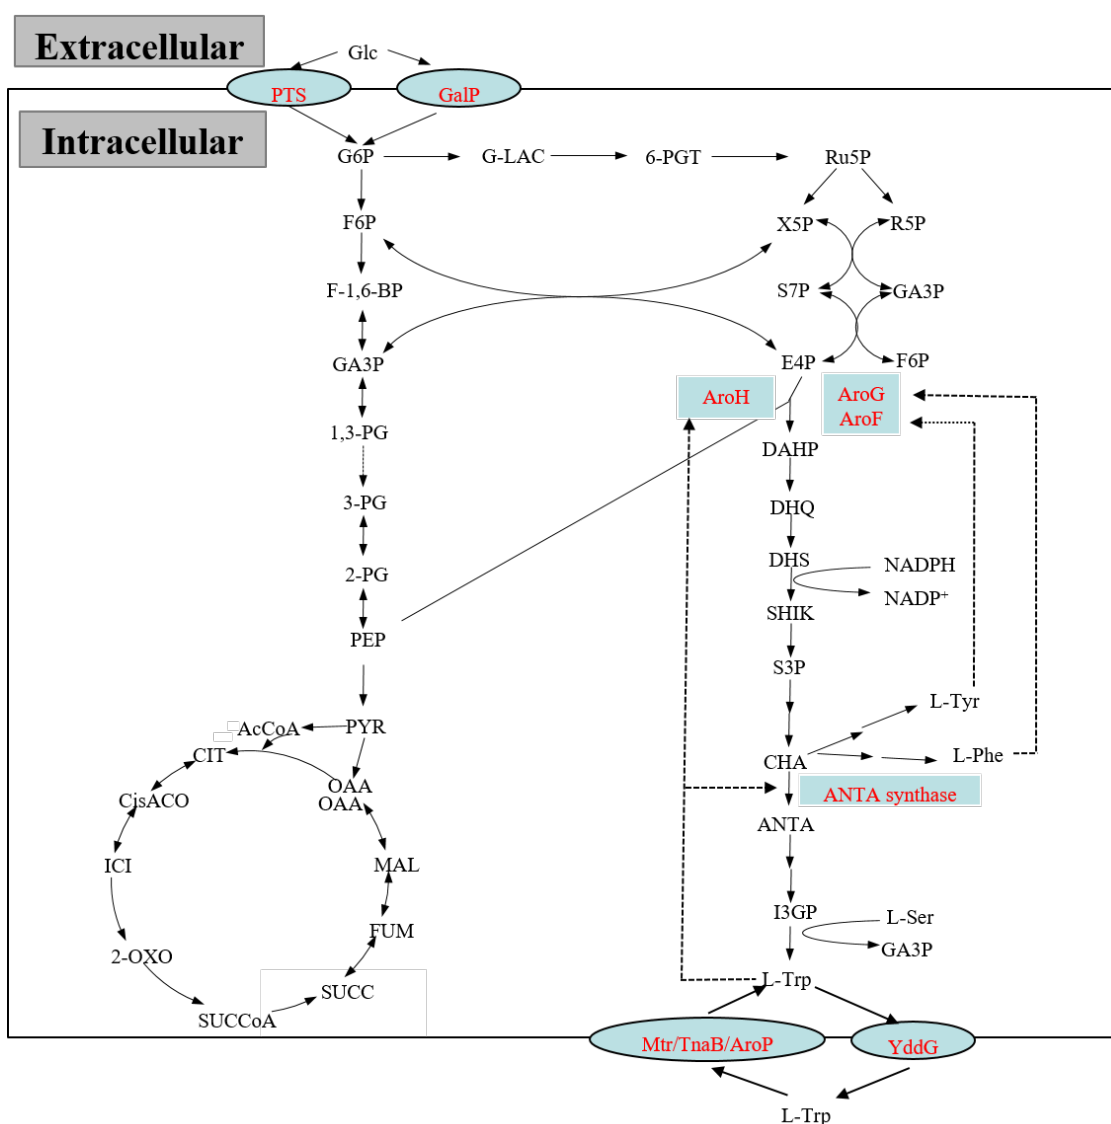 Extracellular
Glc
PTS
GalP
Intracellular
G6P
G-LAC
6-PGT
Ru5P
F6P
X5P
R5P
F-1,6-BP
S7P
GA3P
GA3P
E4P
F6P
AroH
AroG
AroF
1,3-PG
DAHP
3-PG
DHQ
2-PG
DHS
NADPH
NADP+
SHIK
PEP
S3P
L-Tyr
AcCoA
PYR
CIT
CHA
L-Phe
OAA
OAA
CisACO
ANTA synthase
ANTA
ICI
MAL
I3GP
L-Ser
FUM
GA3P
2-OXO
L-Trp
SUCC
SUCCoA
Mtr/TnaB/AroP
YddG
L-Trp